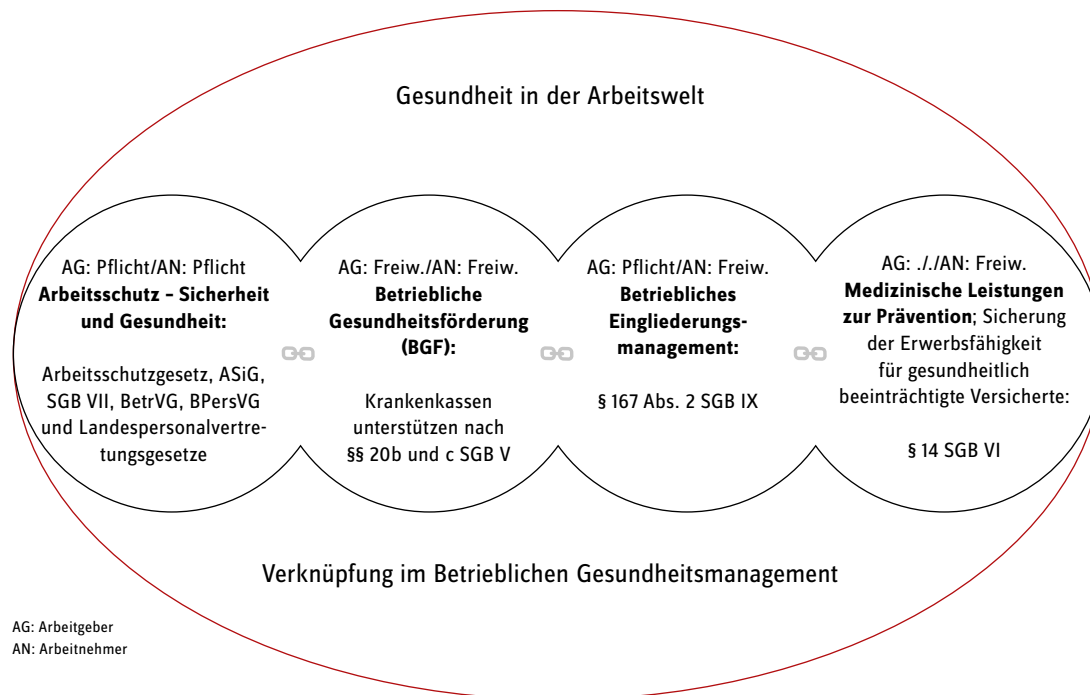 Gesundheit in der Arbeitswelt
AG: Pflicht/AN: Pflicht
Arbeitsschutz – Sicherheit
und Gesundheit:
Arbeitsschutzgesetz, ASiG,
SGB VII, BetrVG, BPersVG
und Landespersonalvertre-
tungsgesetze
AG: Freiw./AN: Freiw.
Betriebliche
Gesundheitsförderung
(BGF):
Krankenkassen
unterstützen nach
§§ 20b und c SGB V
AG: Pflicht/AN: Freiw.
Betriebliches
Eingliederungs-
management:
§ 167 Abs. 2 SGB IX
AG: ././AN: Freiw.
Medizinische Leistungen
zur Prävention; Sicherung
der Erwerbsfähigkeit
für gesundheitlich
beeinträchtigte Versicherte:
§ 14 SGB VI
Verknüpfung im Betrieblichen Gesundheitsmanagement
AG: Arbeitgeber
AN: Arbeitnehmer